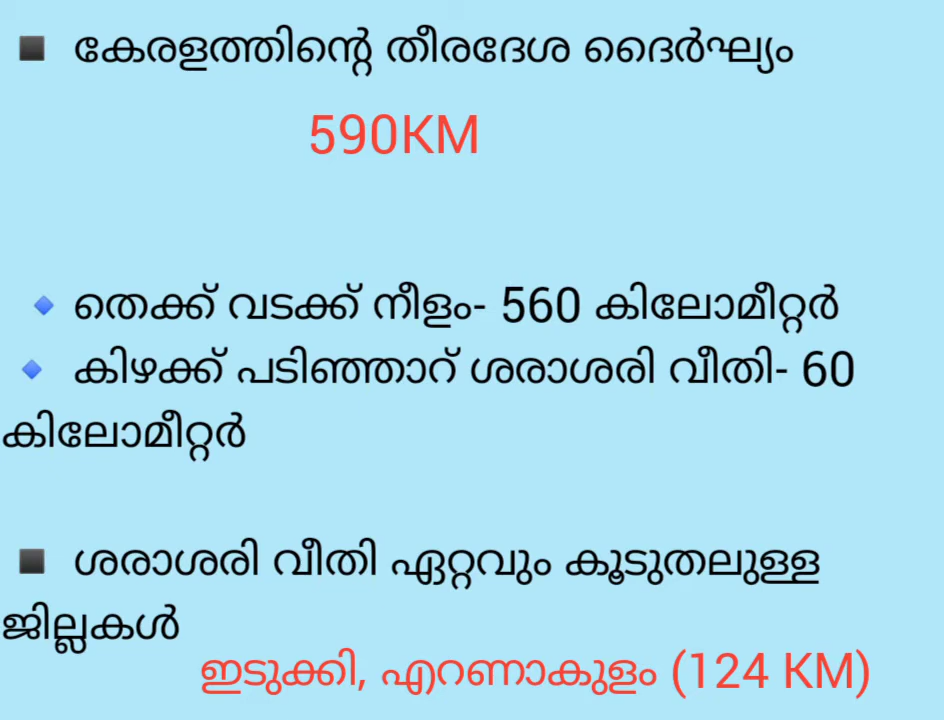 ▪ കേരളത്തിന്റെ തീരദേശ ദൈർഘ്യം
590KM
🔹 തെക്ക് വടക്ക് നീളം- 560 കിലോമീറ്റർ
🔹 കിഴക്ക് പടിഞ്ഞാറ് ശരാശരി വീതി- 60
കിലോമീറ്റർ
▪ ശരാശരി വീതി ഏറ്റവും കൂടുതലുള്ള
ജില്ലകൾ
ഇടുക്കി, എറണാകുളം (124 KM)